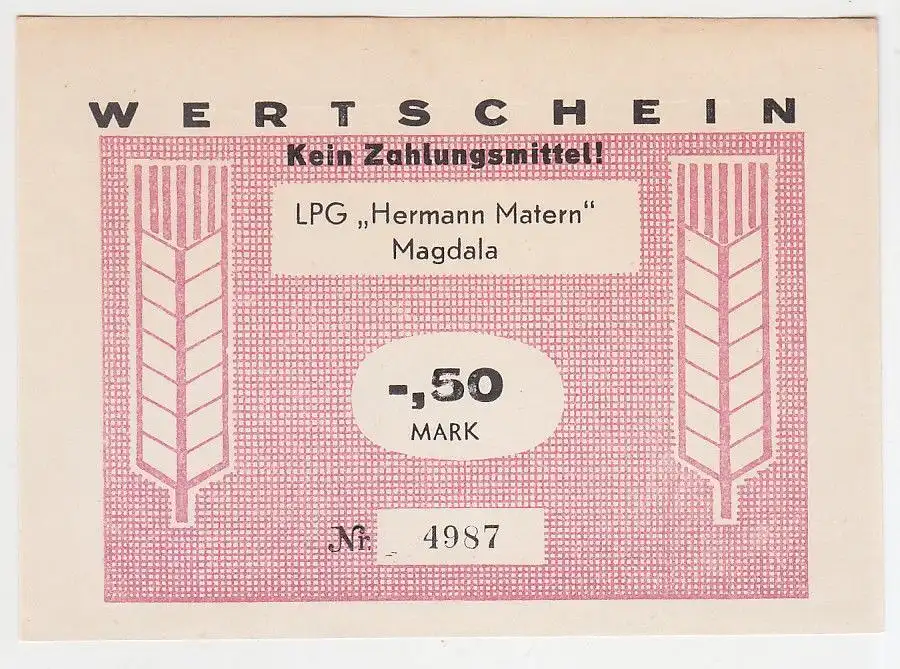 WERTSCHEIN
Kein Zahlungsmittel!
LPG „Hermann Matern“
Magdala
-,50
MARK
Nr. 4987